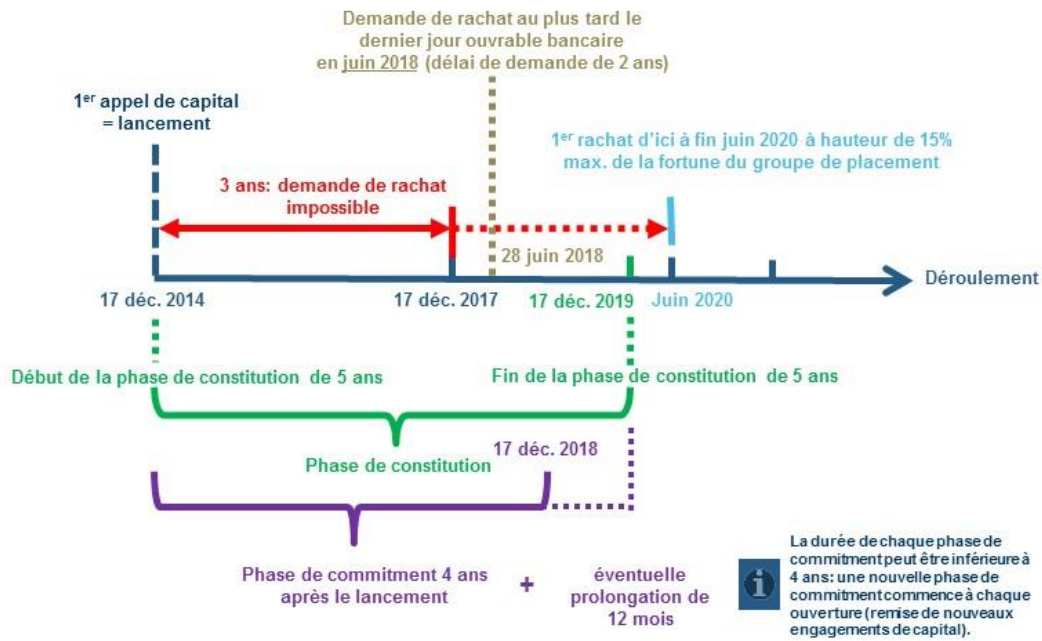 Demande de rachat au plus tard le
dernier jour ouvrable bancaire
en juin 2018 (délai de demande de 2 ans)
1er appel de capital
= lancement
1er rachat d'ici à fin juin 2020 à hauteur de 15%
max. de la fortune du groupe de placement
3 ans: demande de rachat
impossible
28 juin 2018
Déroulement
17 déc. 2014
17 déc. 2017
17 déc. 2019
Juin 2020
Début de la phase de constitution de 5 ans
Fin de la phase de constitution de 5 ans
17 déc. 2018
Phase de constitution
Phase de commitment 4 ans
après le lancement
+
éventuelle
prolongation de
12 mois
i
La durée de chaque phase de
commitment peut être inférieure à
4 ans: une nouvelle phase de
commitment commence à chaque
ouverture (remise de nouveaux
engagements de capital).